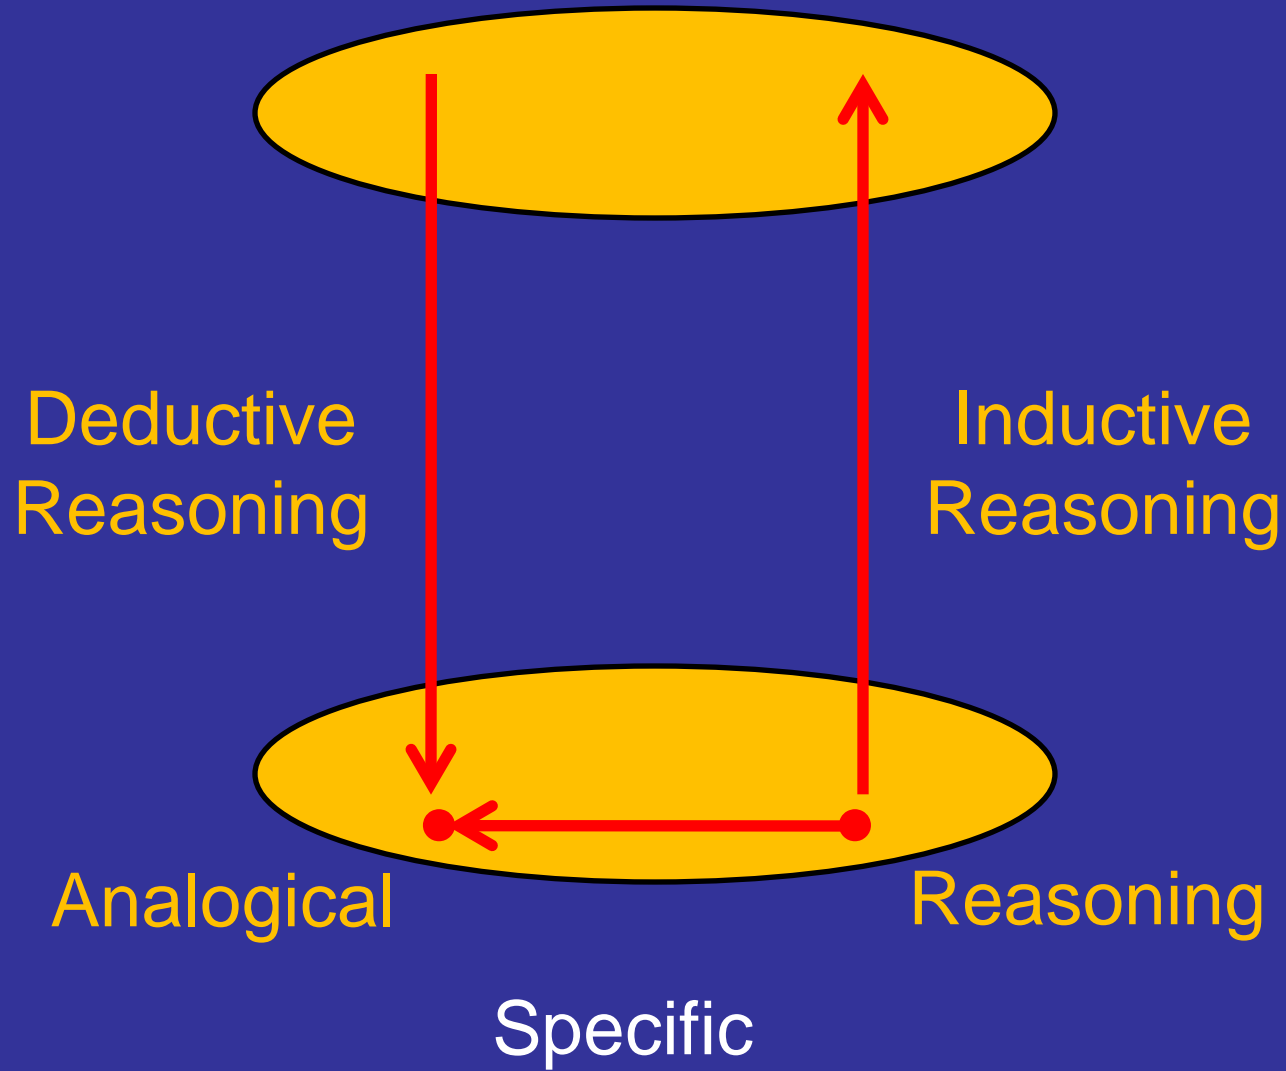 Deductive
Reasoning
Inductive
Reasoning
Analogical
Reasoning
Specific